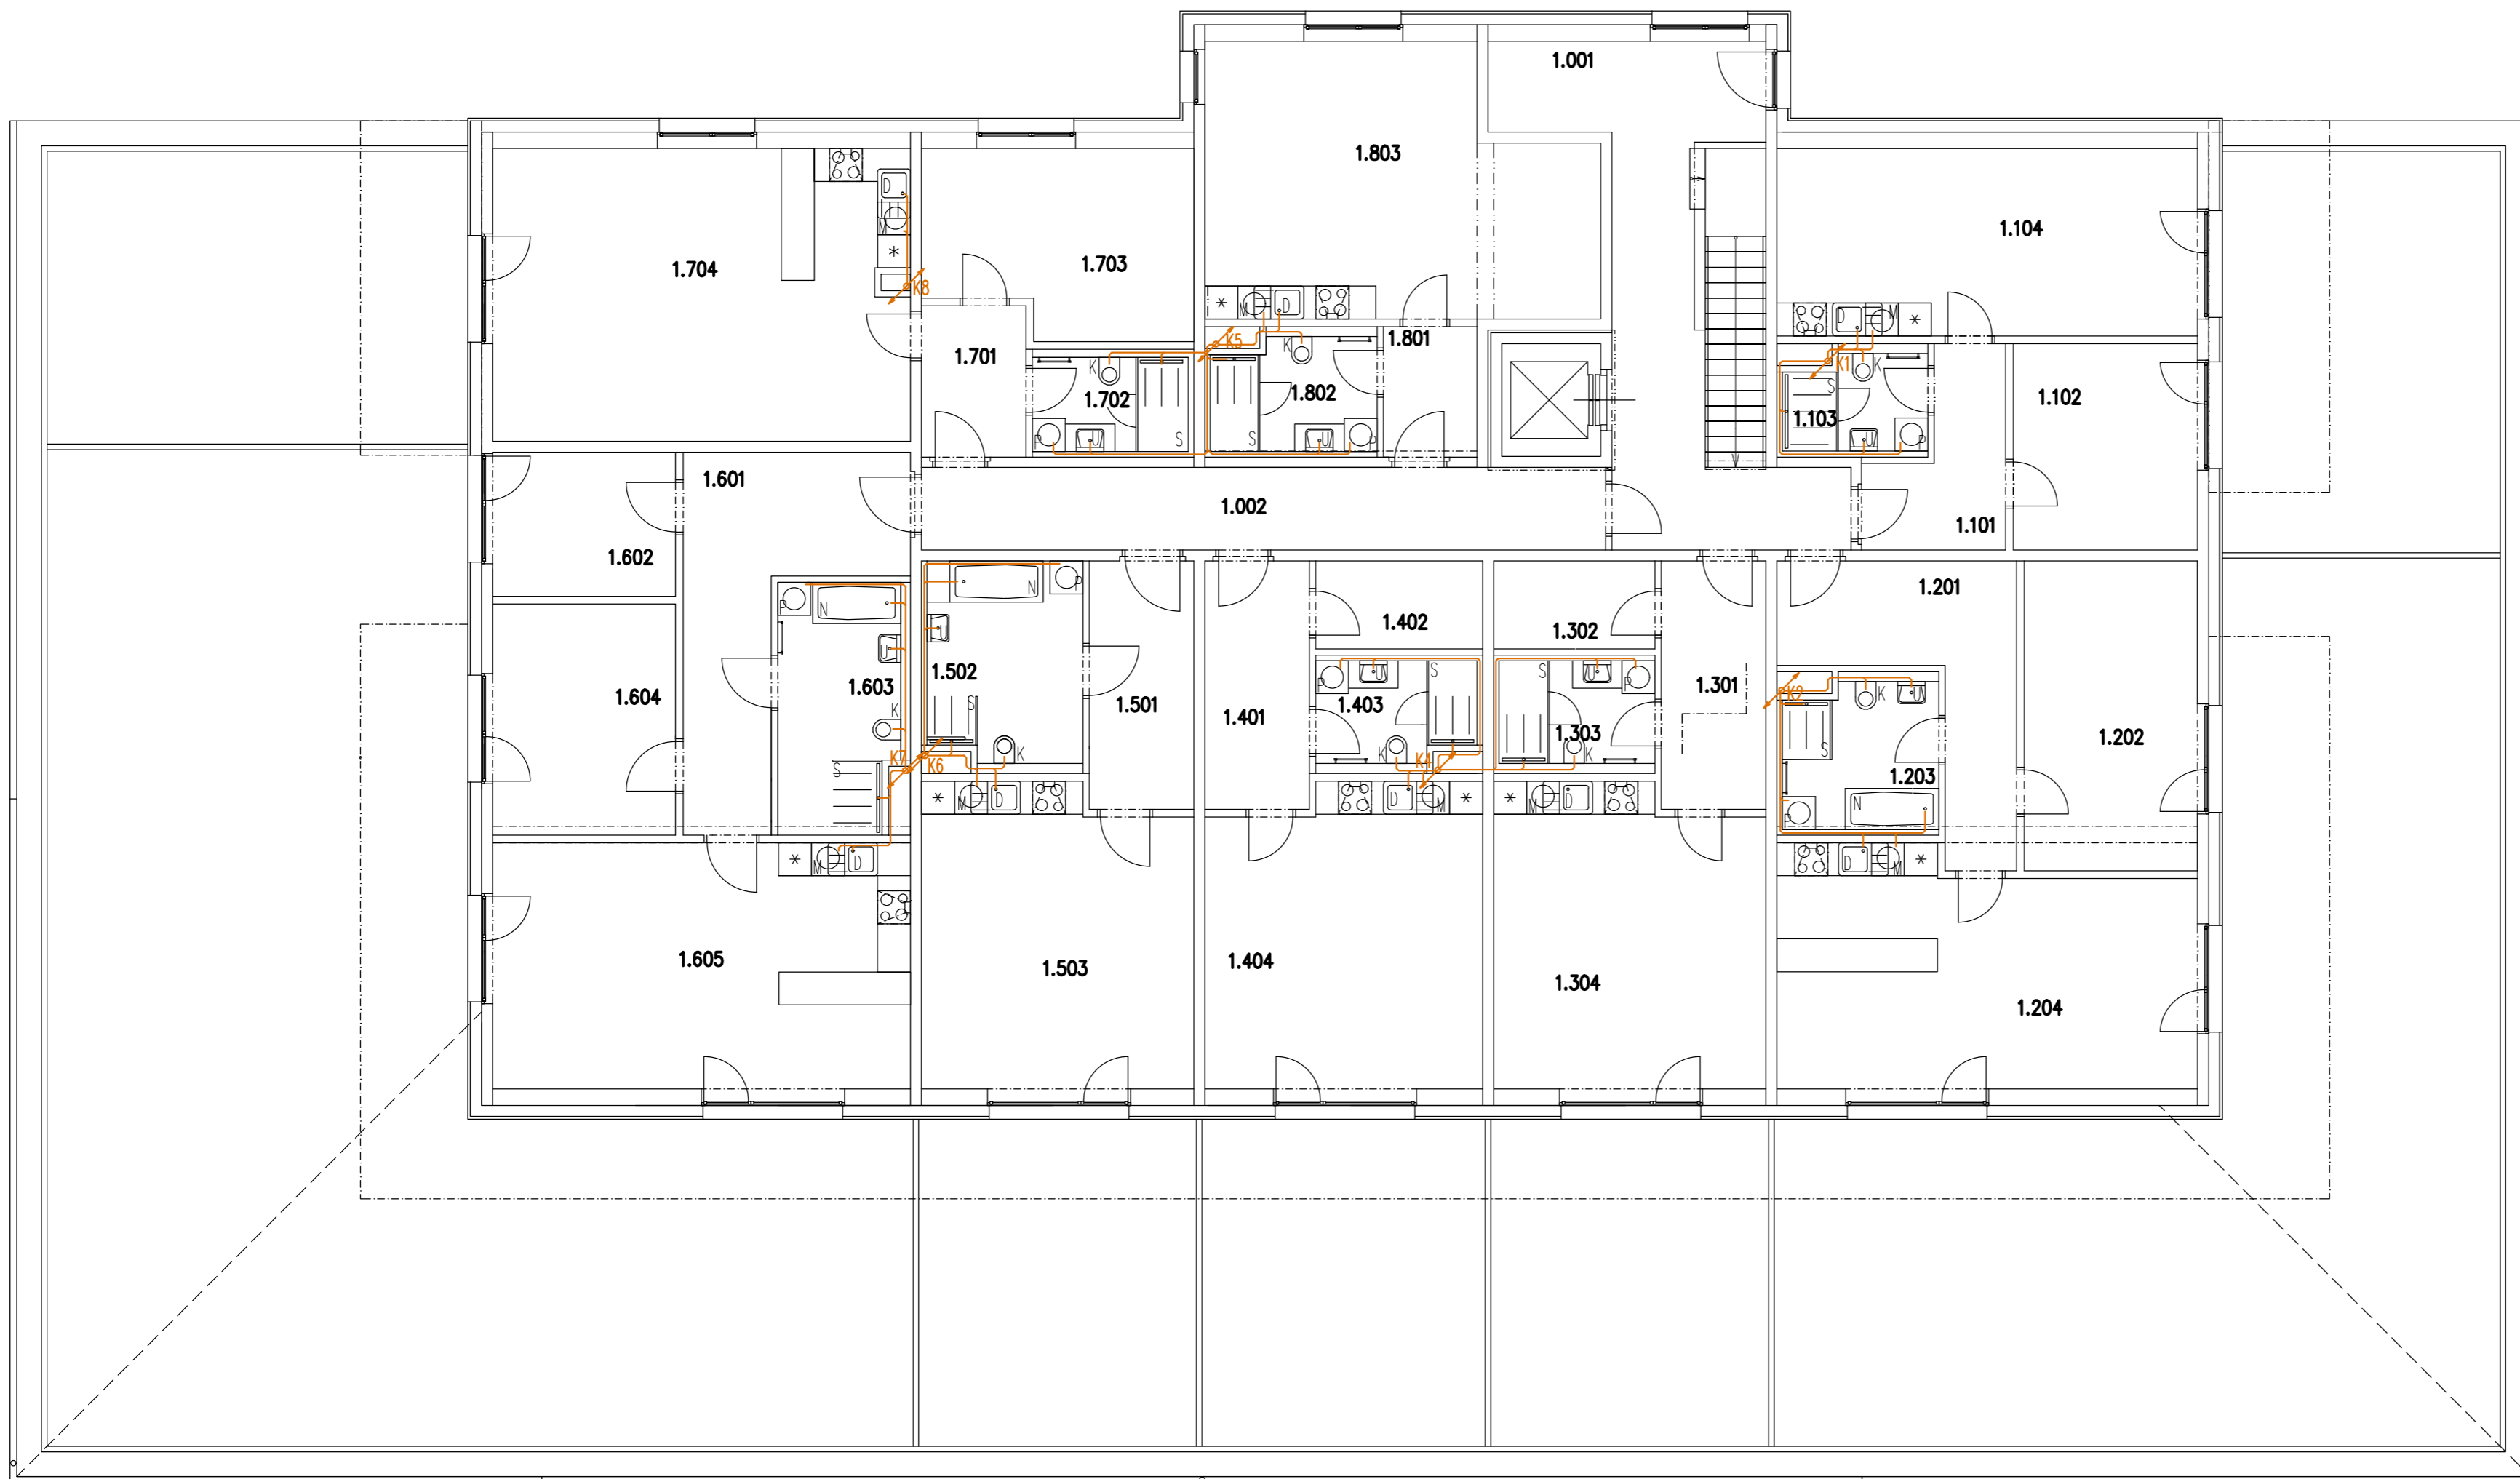 1.001
1.803
1.104
1.704
1.703
K8
K5
1.801
1.701
K1
1.802
1.702
1.102
1.103
1.601
1.002
1.101
1.602
1.201
1.402
1.302
1.502
1.603
1.301
K2
1.604
1.501
1.403
1.401
1.303
1.202
K7
K6
K4
1.203
1.605
1.503
1.404
1.304
1.204
D
M
*
* M D
D M *
K
K
K
S
U
P
P U S
S U P
P
N
N
P
U
U
K
S
S
K
P U S
S U P
K
K
K U
S
P
N
* M D
D M *
* M D
* M D
D M *